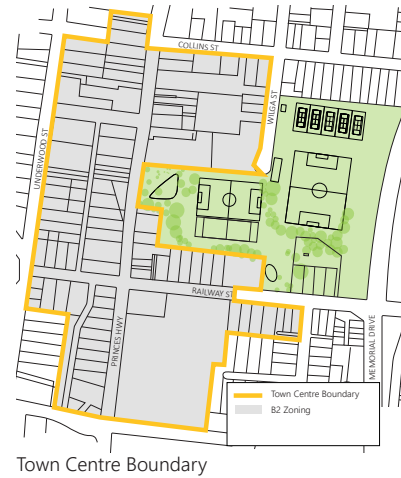 COLLINS ST
WILGA ST
UNDERWOOD ST
RAILWAY ST
PRINCES HWY
MEMORIAL DRIVE
Town Centre Boundary
B2 Zoning
Town Centre Boundary